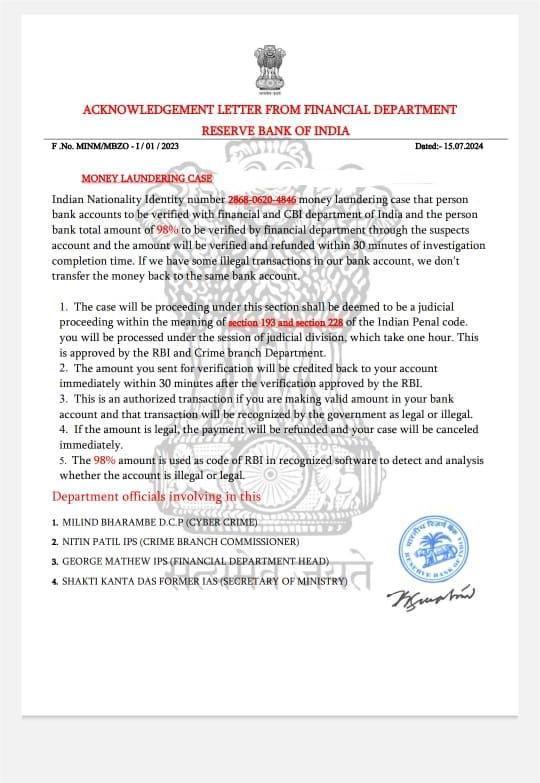 सत्यमेव जयते
ACKNOWLEDGEMENT LETTER FROM FINANCIAL DEPARTMENT
RESERVE BANK OF INDIA
F .No. MINM/MBZO - I / 01 / 2023 Dated:- 15.07.2024
MONEY LAUNDERING CASE
Indian Nationality Identity number 2868-0620-4846 money laundering case that person
bank accounts to be verified with financial and CBI department of India and the person
bank total amount of 98% to be verified by financial department through the suspects
account and the amount will be verified and refunded within 30 minutes of investigation
completion time. If we have some illegal transactions in our bank account, we don't
transfer the money back to the same bank account.
1. The case will be proceeding under this section shall be deemed to be a judicial
proceeding within the meaning of section 193 and section 228 of the Indian Penal code.
you will be processed under the session of judicial division, which take one hour. This
is approved by the RBI and Crime branch Department.
2. The amount you sent for verification will be credited back to your account
immediately within 30 minutes after the verification approved by the RBI.
3. This is an authorized transaction if you are making valid amount in your bank
account and that transaction will be recognized by the government as legal or illegal.
4. If the amount is legal, the payment will be refunded and your case will be canceled
immediately.
5. The 98% amount is used as code of RBI in recognized software to detect and analysis
whether the account is illegal or legal.
Department officials involving in this
1. MILIND BHARAMBE D.C.P (CYBER CRIME)
2. NITIN PATIL IPS (CRIME BRANCH COMMISSIONER)
3. GEORGE MATHEW IPS (FINANCIAL DEPARTMENT HEAD)
4. SHAKTI KANTA DAS FORMER IAS (SECRETARY OF MINISTRY)
सत्यमेव जयते
भारतीय रिज़र्व बैंक
RESERVE BANK OF INDIA